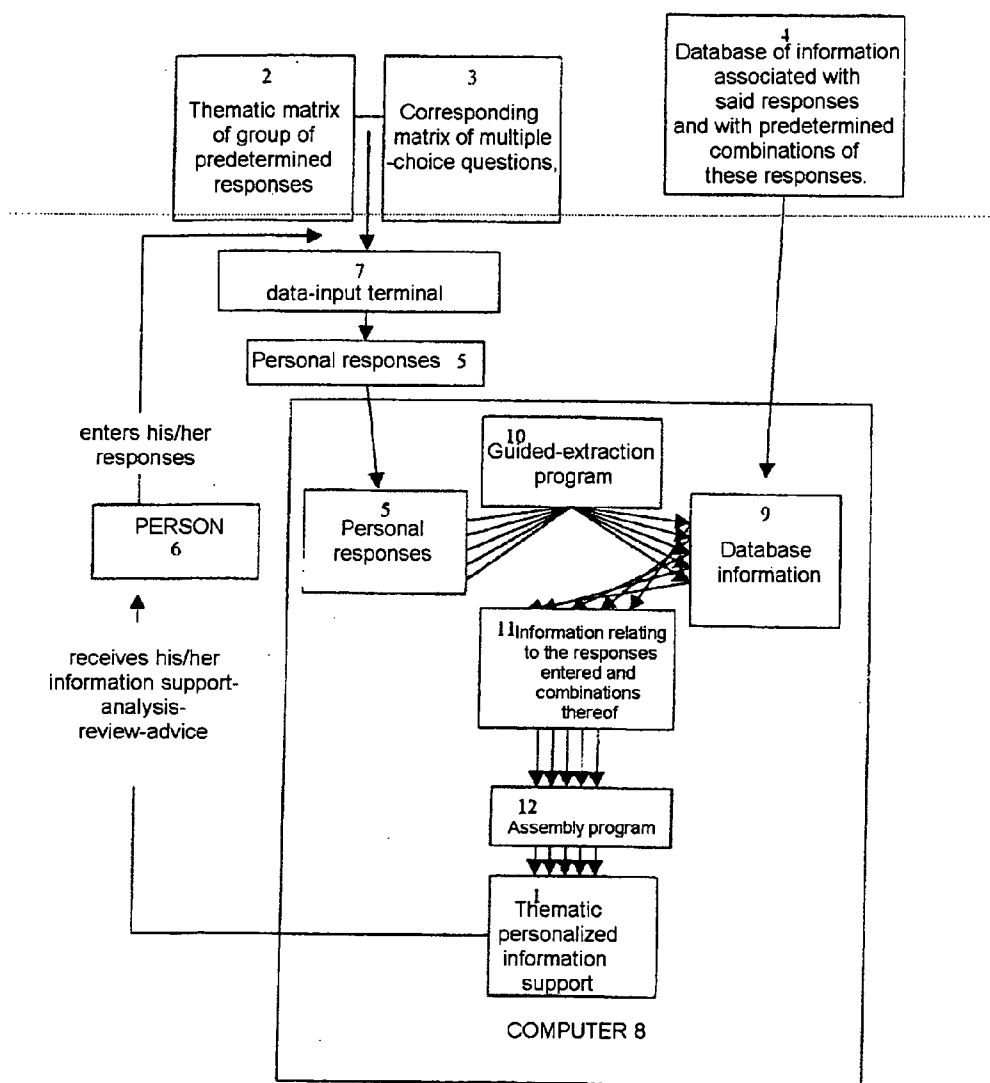 2
Thematic matrix
of group of
predetermined
responses
3
Corresponding
matrix of multiple
-choice questions,
4
Database of information
associated with
said responses
and with predetermined
combinations of
these responses.
7
data-input terminal
Personal responses 5
enters his/her
responses
PERSON
6
receives his/her
information support-
analysis-
review-advice
10
Guided-extraction
program
5
Personal
responses
9
Database
information
11 Information relating
to the responses
entered and
combinations
thereof
12
Assembly program
1
Thematic
personalized
information
support
COMPUTER 8